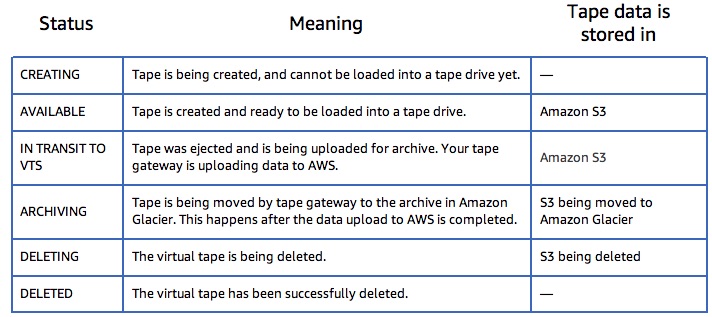 Status Meaning Tape data is
stored in
CREATING Tape is being created, and cannot be loaded into a tape drive yet. —
AVAILABLE Tape is created and ready to be loaded into a tape drive. Amazon S3
IN TRANSIT TO
VTS
Tape was ejected and is being uploaded for archive. Your tape
gateway is uploading data to AWS.
Amazon S3
ARCHIVING
Tape is being moved by tape gateway to the archive in Amazon
Glacier. This happens after the data upload to AWS is completed.
S3 being moved to
Amazon Glacier
DELETING The virtual tape is being deleted. S3 being deleted
DELETED The virtual tape has been successfully deleted. —